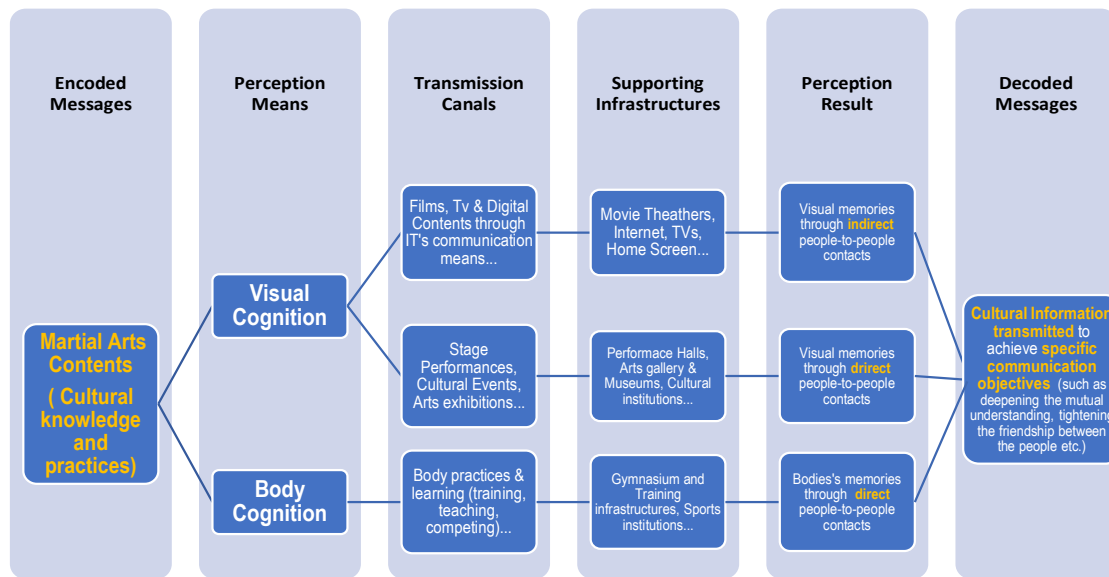 Encoded
Messages
Perception
Means
Transmission
Canals
Supporting
Infrastructures
Perception
Result
Decoded
Messages
Martial Arts
Contents
( Cultural
knowledge
and
practices)
Visual
Cognition
Body
Cognition
Films, Tv & Digital
Contents through
IT's communication
means...
Stage
Performances,
Cultural Events,
Arts exhibitions...
Body practices &
learning (training,
teaching,
competing)...
Movie Theathers,
Internet, TVs,
Home Screen...
Performace Halls,
Arts gallery &
Museums, Cultural
institutions...
Gymnasium and
Training
infrastructures, Sports
institutions...
Visual memories
through indirect
people-to-people
contacts
Visual memories
through drirect
people-to-people
contacts
Bodies's memories
through direct
people-to-people
contacts
Cultural Information
transmitted to
achieve specific
communication
objectives (such as
deepening the mutual
understanding, tightening
the friendship between
the people etc.)